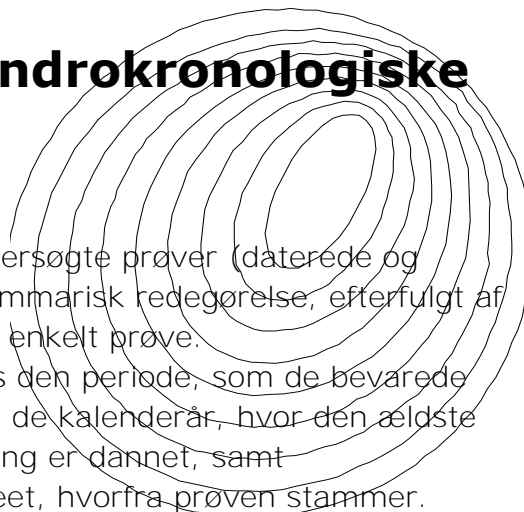 ndrokronologiske
ersøgte prøver (daterede og
mmarisk redegørelse, efterfulgt af
enkelt prøve.
s den periode, som de bevarede
de kalenderår, hvor den ældste
ng er dannet, samt
eet, hvorfra prøven stammer.